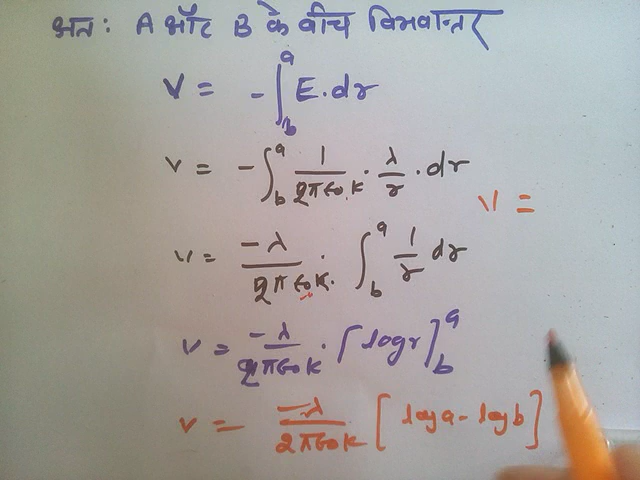 अतः A और B के बीच विभवान्तर
V = -∫_b^a E.dr
V = -∫_b^a 1/(2πε₀K) · λ/r · dr
V =
V = -λ/(2πε₀K) · ∫_b^a 1/r dr
V = -λ/(2πε₀K) · [log r]_b^a
V = -λ/(2πε₀K) [log a - log b]